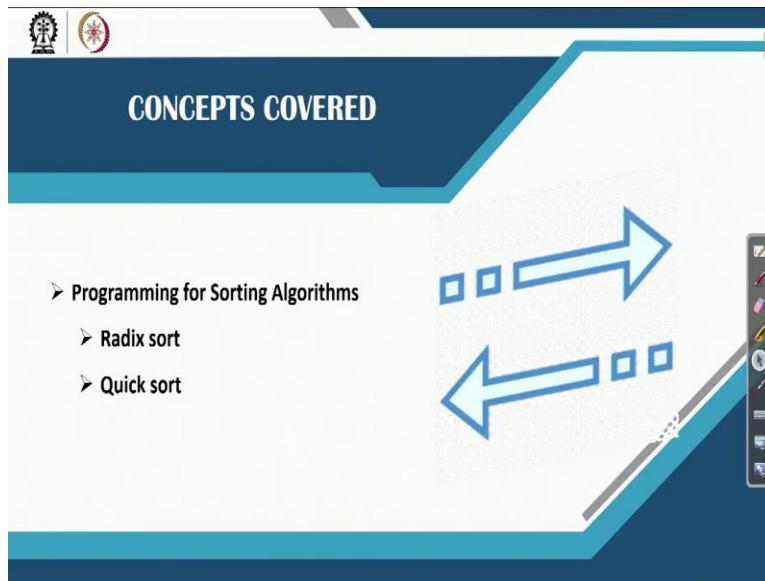 CONCEPTS COVERED
➢ Programming for Sorting Algorithms
➢ Radix sort
➢ Quick sort